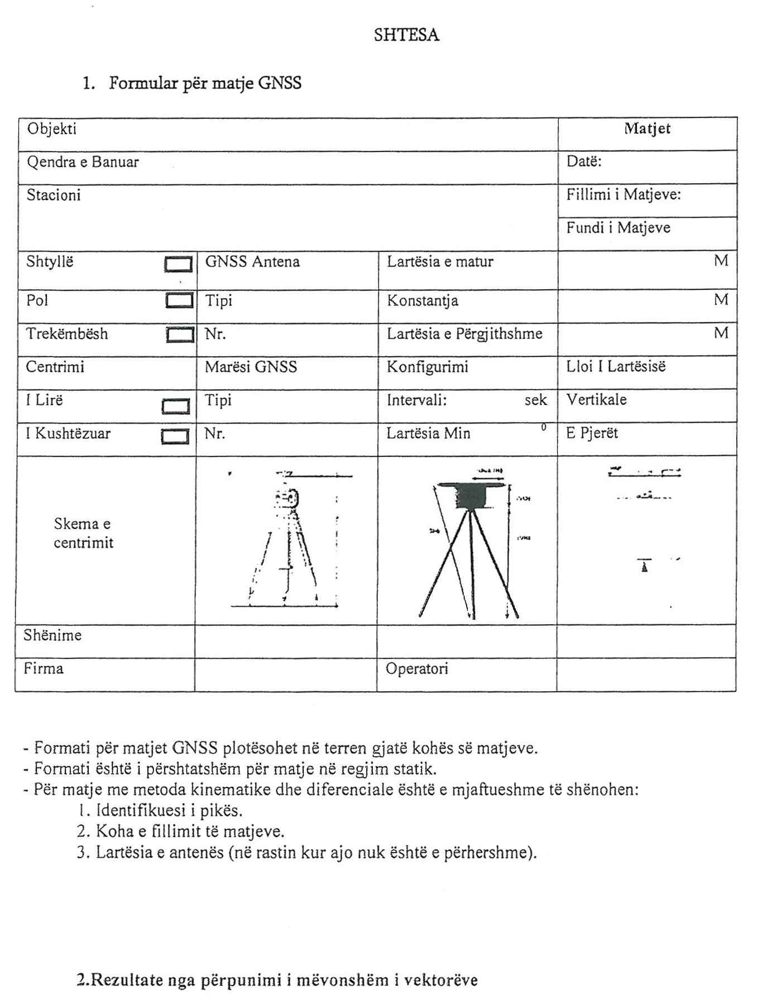 SHTESA
1. Formular për matje GNSS
Objekti
Matjet
Qendra e Banuar
Datë:
Stacioni
Fillimi i Matjeve:
Fundi i Matjeve
Shtyllë
GNSS Antena
Lartësia e matur
M
Pol
Tipi
Konstantja
M
Trekëmbësh
Nr.
Lartësia e Përgjithshme
M
Centrimi
Marësi GNSS
Konfigurimi
Lloi I Lartësisë
I Lirë
Tipi
Intervali: sek
Vertikale
I Kushtëzuar
Nr.
Lartësia Min 0
E Pjerët
Skema e
centrimit
Shënime
Firma
Operatori
- Formati për matjet GNSS plotësohet në terren gjatë kohës së matjeve.
- Formati është i përshtatshëm për matje në regjim statik.
- Për matje me metoda kinematike dhe diferenciale është e mjaftueshme të shënohen:
1. Identifikuesi i pikës.
2. Koha e fillimit të matjeve.
3. Lartësia e antenës (në rastin kur ajo nuk është e përhershme).
2.Rezultate nga përpunimi i mëvonshëm i vektorëve